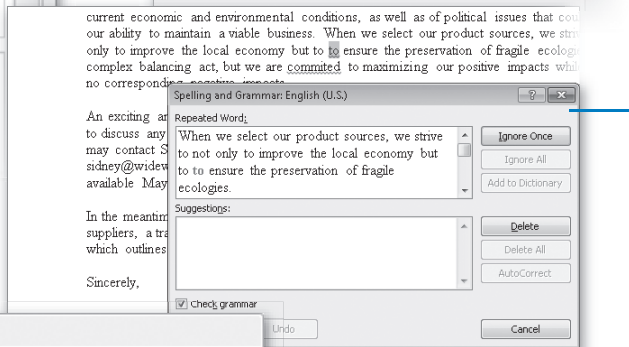 current economic and environmental conditions, as well as of political issues that
our ability to maintain a viable business. When we select our product sources, we
only to improve the local economy but to to ensure the preservation of fragile
complex balancing act, but we are commited to maximizing our positive impacts
no corresponding negative impacts.
Spelling and Grammar: English (U.S.)
An exciting
to discuss any
may contact
available May
In the
suppliers, a
which outlines
Sincerely,
Repeated Word:
When we select our product sources, we strive
to not only to improve the local economy but
to to ensure the preservation of fragile
ecologies.
Ignore Once
Ignore All
Add to Dictionary
Suggestions:
Delete
Delete All
AutoCorrect
Check grammar
Undo
Cancel